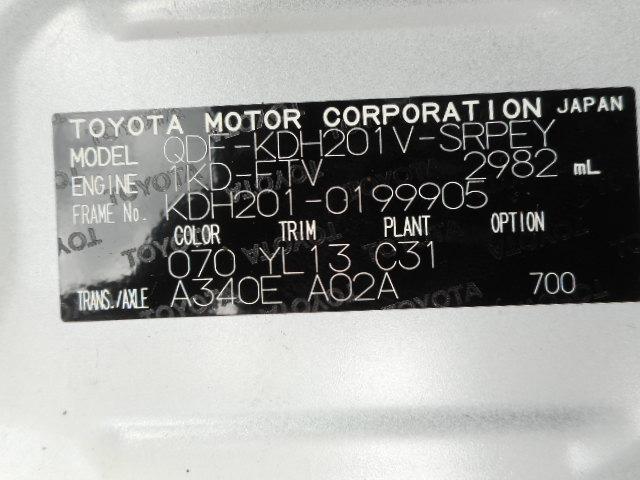 TOYOTA MOTOR CORPORATION JAPAN
MODEL QDF-KDH201V-SRPEY
ENGINE 1KD-FTV 2982 mL
FRAME No. KDH201-0199905
COLOR TRIM PLANT OPTION
070 YL13 C31
TRANS./AXLE A340E A02A 700